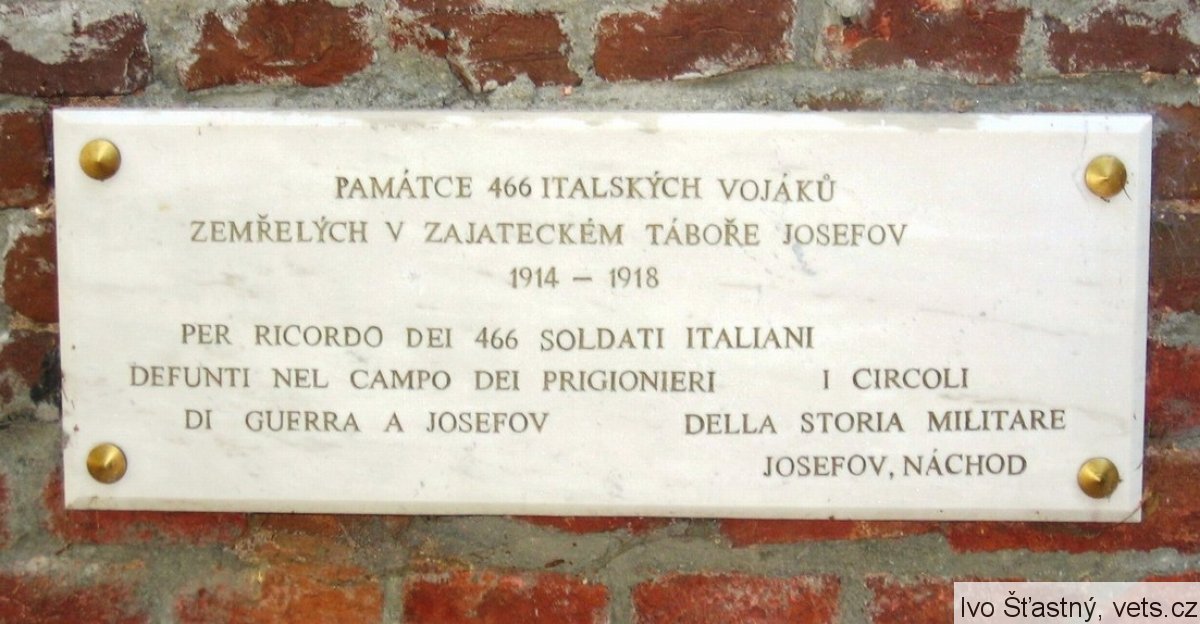 PAMÁTCE 466 ITALSKÝCH VOJÁKŮ
ZEMŘELÝCH V ZAJATECKÉM TÁBOŘE JOSEFOV
1914 – 1918
PER RICORDO DEI 466 SOLDATI ITALIANI
DEFUNTI NEL CAMPO DEI PRIGIONIERI
DI GUERRA A JOSEFOV
I CIRCOLI
DELLA STORIA MILITARE
JOSEFOV, NÁCHOD
Ivo Šťastný, vets.cz